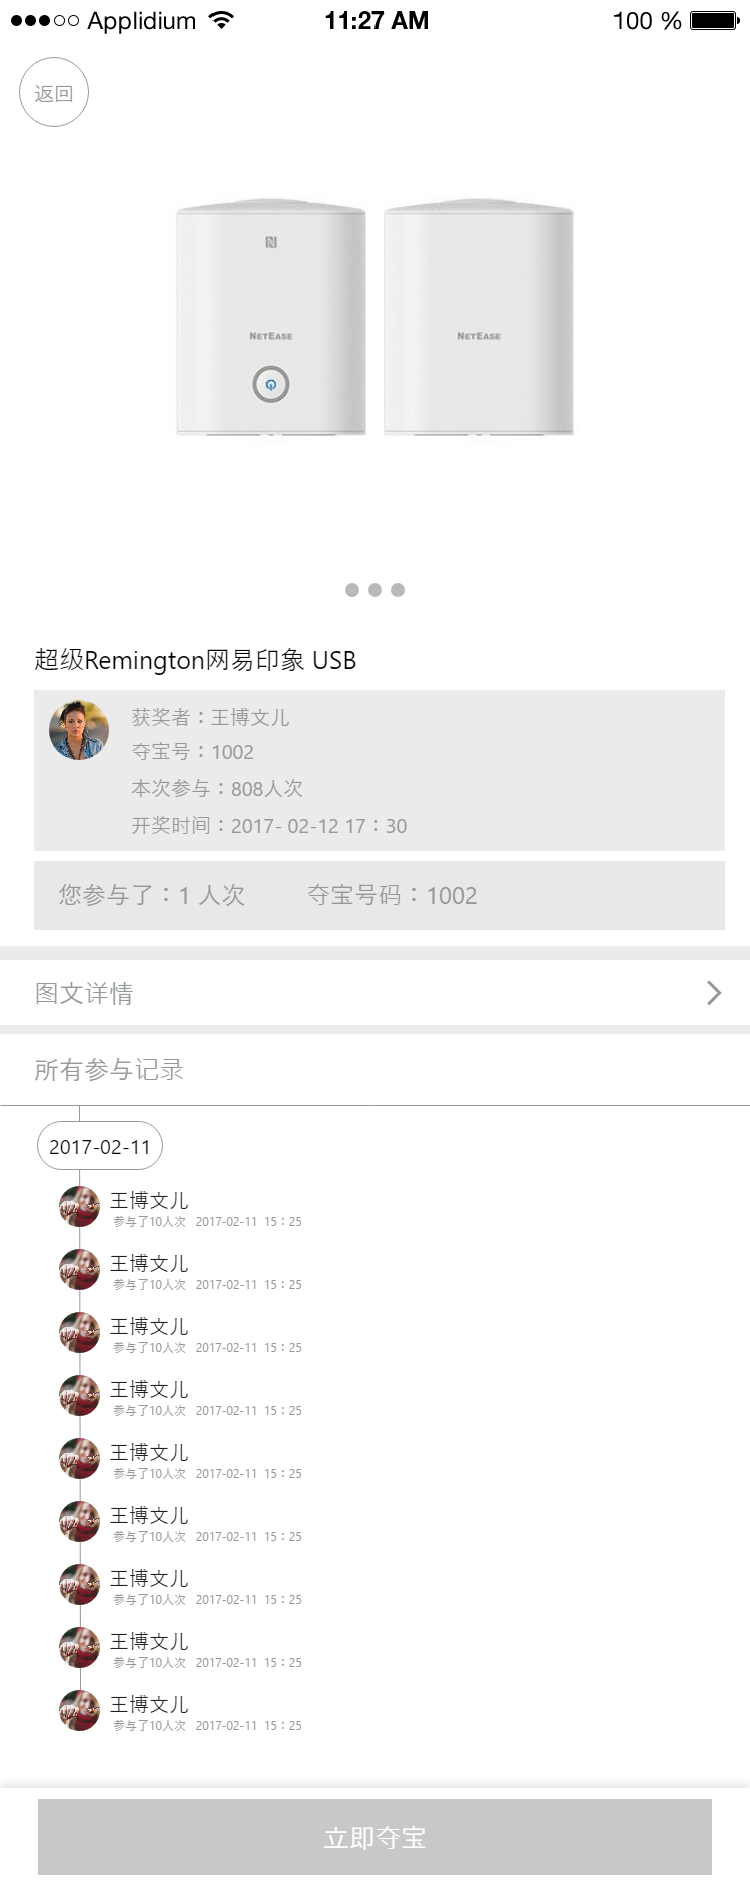 Applidium 11:27 AM 100 %
返回
NETEASE NETEASE
超级Remington网易印象 USB
获奖者：王博文儿
夺宝号：1002
本次参与：808人次
开奖时间：2017- 02-12 17：30
您参与了：1 人次 夺宝号码：1002
图文详情
所有参与记录
2017-02-11
王博文儿
参与了10人次 2017-02-11 15：25
王博文儿
参与了10人次 2017-02-11 15：25
王博文儿
参与了10人次 2017-02-11 15：25
王博文儿
参与了10人次 2017-02-11 15：25
王博文儿
参与了10人次 2017-02-11 15：25
王博文儿
参与了10人次 2017-02-11 15：25
王博文儿
参与了10人次 2017-02-11 15：25
王博文儿
参与了10人次 2017-02-11 15：25
王博文儿
参与了10人次 2017-02-11 15：25
立即夺宝